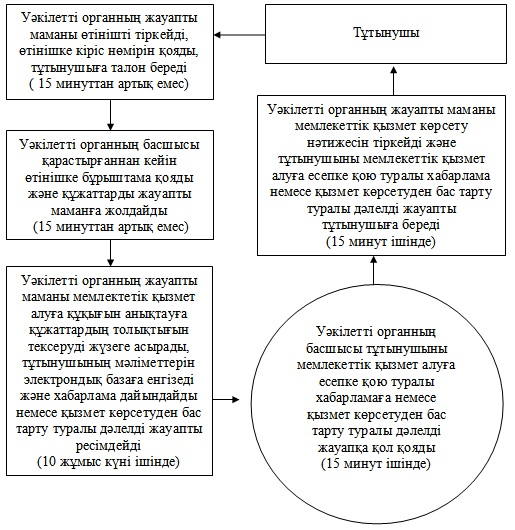 Тұтынушы
Уәкілетті органның жауапты
маманы өтінішті тіркейді,
өтінішке кіріс нөмірін қояды,
тұтынушыға талон береді
( 15 минуттан артық емес)
Уәкілетті органның басшысы
қарастырғаннан кейін
өтінішке бұрыштама қояды
және құжаттарды жауапты
маманға жолдайды
(15 минуттан артық емес)
Уәкілетті органның жауапты
маманы мемлектетік қызмет
алуға құқығын анықтауға
құжаттардың толықтығын
тексеруді жүзеге асырады,
тұтынушының мәліметтерін
электрондық базаға енгізеді
және хабарлама дайындайды
немесе қызмет көрсетуден бас
тарту туралы дәлелді жауапты
ресімдейді
(10 жұмыс күні ішінде)
Уәкілетті органның
басшысы тұтынушыны
мемлекеттік қызмет алуға
есепке қою туралы
хабарламаға немесе
қызмет көрсетуден бас
тарту туралы дәлелді
жауапқа қол қояды
(15 минут ішінде)
Уәкілетті органның жауапты маманы
мемлекеттік қызмет көрсету
нәтижесін тіркейді және
тұтынушыны мемлекеттік қызмет
алуға есепке қою туралы хабарлама
немесе қызмет көрсетуден бас тарту
туралы дәлелді жауапты
тұтынушыға береді
(15 минут ішінде)